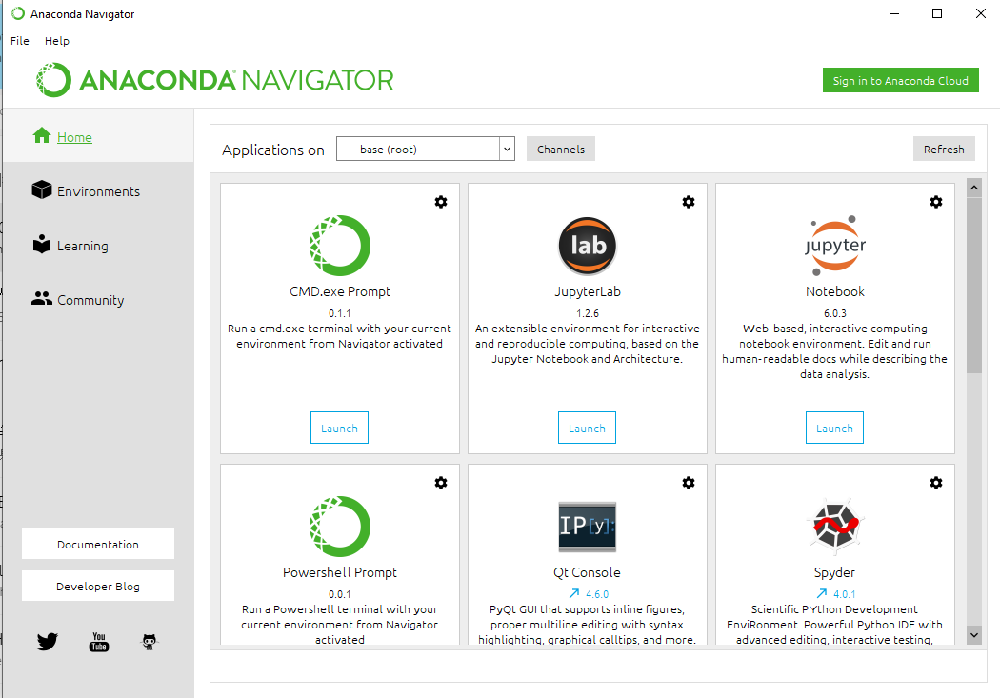 Anaconda Navigator
File Help
ANACONDA NAVIGATOR
Sign in to Anaconda Cloud
Home
Environments
Learning
Community
Documentation
Developer Blog
You
Tube
Applications on
base (root)
Channels
Refresh
CMD.exe Prompt
0.1.1
Run a cmd.exe terminal with your current
environment from Navigator activated
Launch
lab
JupyterLab
1.2.6
An extensible environment for interactive
and reproducible computing, based on the
Jupyter Notebook and Architecture.
Launch
jupyter
Notebook
6.0.3
Web-based, interactive computing
notebook environment. Edit and run
human-readable docs while describing the
data analysis.
Launch
Powershell Prompt
0.0.1
Run a Powershell terminal with your
current environment from Navigator
activated
IP[y]:
Qt Console
4.6.0
PyQt GUI that supports inline figures,
proper multiline editing with syntax
highlighting, graphical calltips, and more.
Spyder
4.0.1
Scientific PYthon Development
EnviRonment. Powerful Python IDE with
advanced editing, interactive testing,